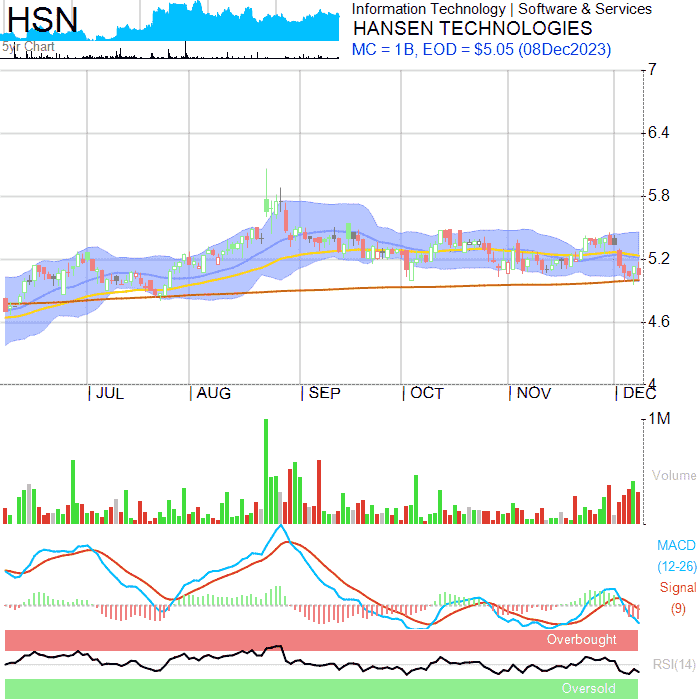 HSN
5yr Chart
Information Technology | Software & Services
HANSEN TECHNOLOGIES
MC = 1B, EOD = $5.05 (08Dec2023)
7
6.4
5.8
5.2
4.6
4
JUL AUG SEP OCT NOV DEC
1M
Volume
MACD
(12-26)
Signal
(9)
Overbought
RSI(14)
Oversold